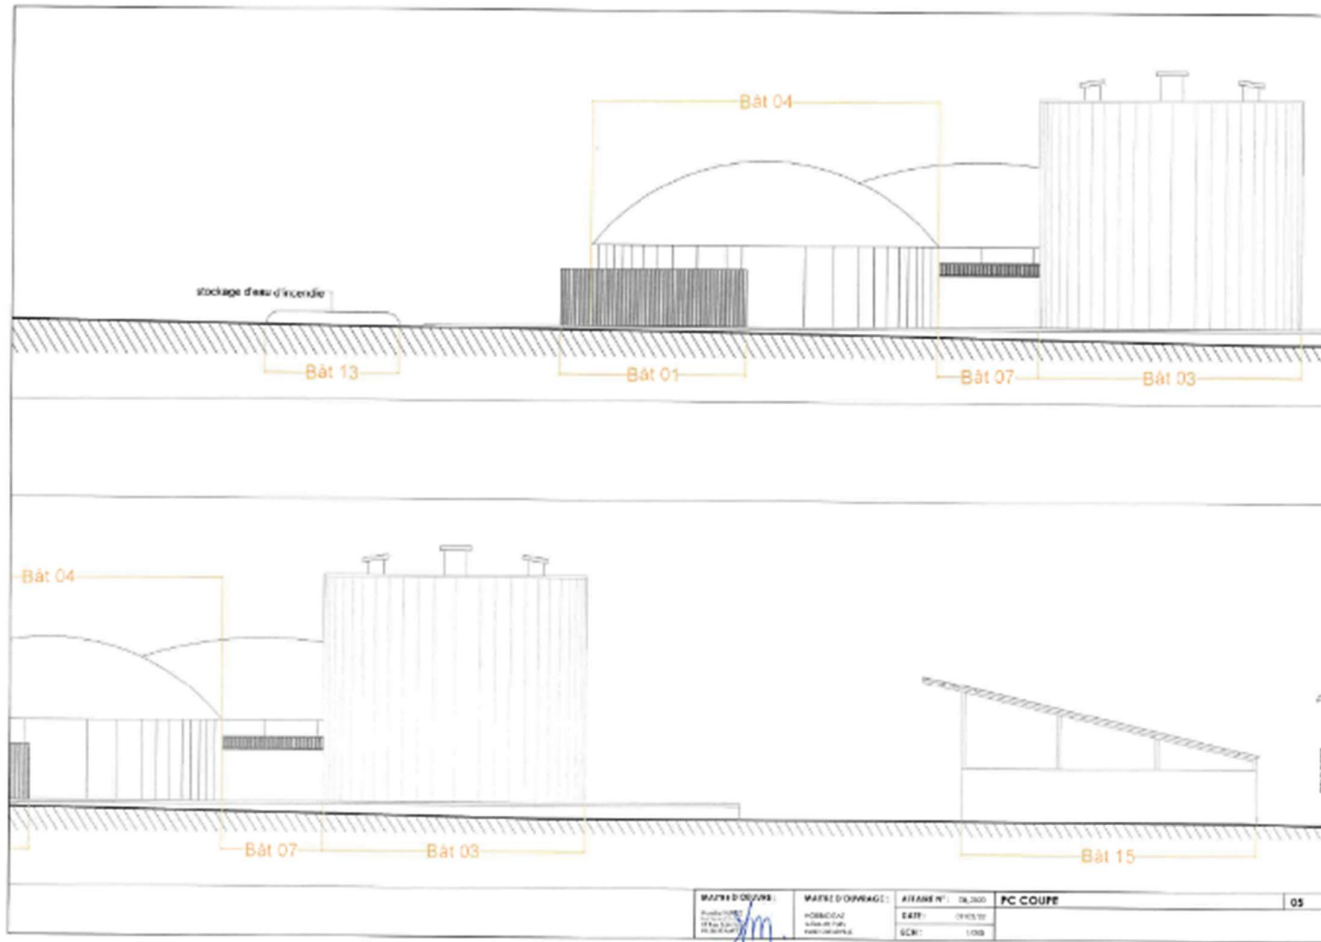 Bât 04
stockage d'eau d'incendie
Bât 13
Bât 01
Bât 07
Bât 03
Bât 04
Bât 07
Bât 03
Bât 15
MAITRE D'OEUVRE :
MAITRE D'OUVRAGE :
AFFAIRE N° :
PC COUPE
05
DATE :
ECH :